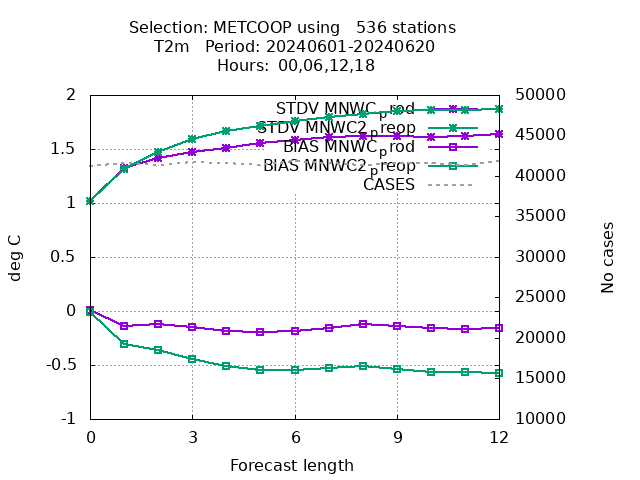 Selection: METCOOP using 536 stations
T2m Period: 20240601-20240620
Hours: 00,06,12,18
STDV MNWC_prod
STDV MNWC2_preop
BIAS MNWC_prod
BIAS MNWC2_preop
CASES
2
1.5
1
0.5
0
-0.5
-1
50000
45000
40000
35000
30000
25000
20000
15000
10000
deg C
No cases
0 3 6 9 12
Forecast length